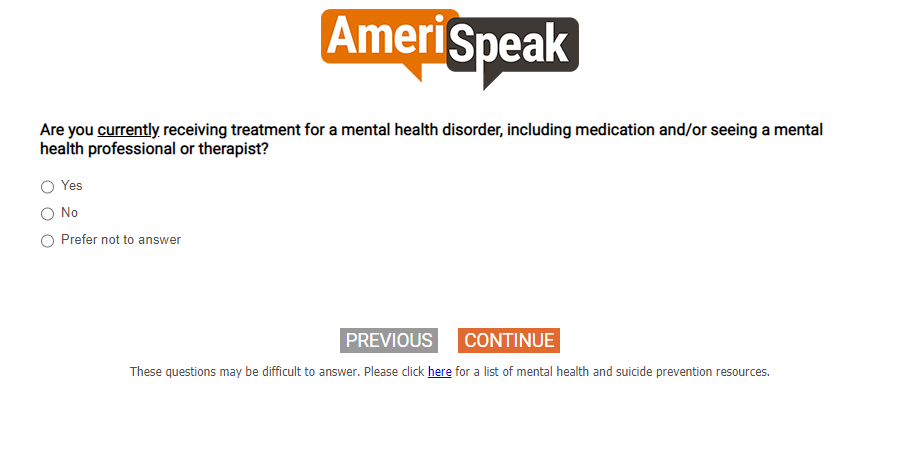 AmeriSpeak
Are you currently receiving treatment for a mental health disorder, including medication and/or seeing a mental
health professional or therapist?
Yes
No
Prefer not to answer
PREVIOUS CONTINUE
These questions may be difficult to answer. Please click here for a list of mental health and suicide prevention resources.